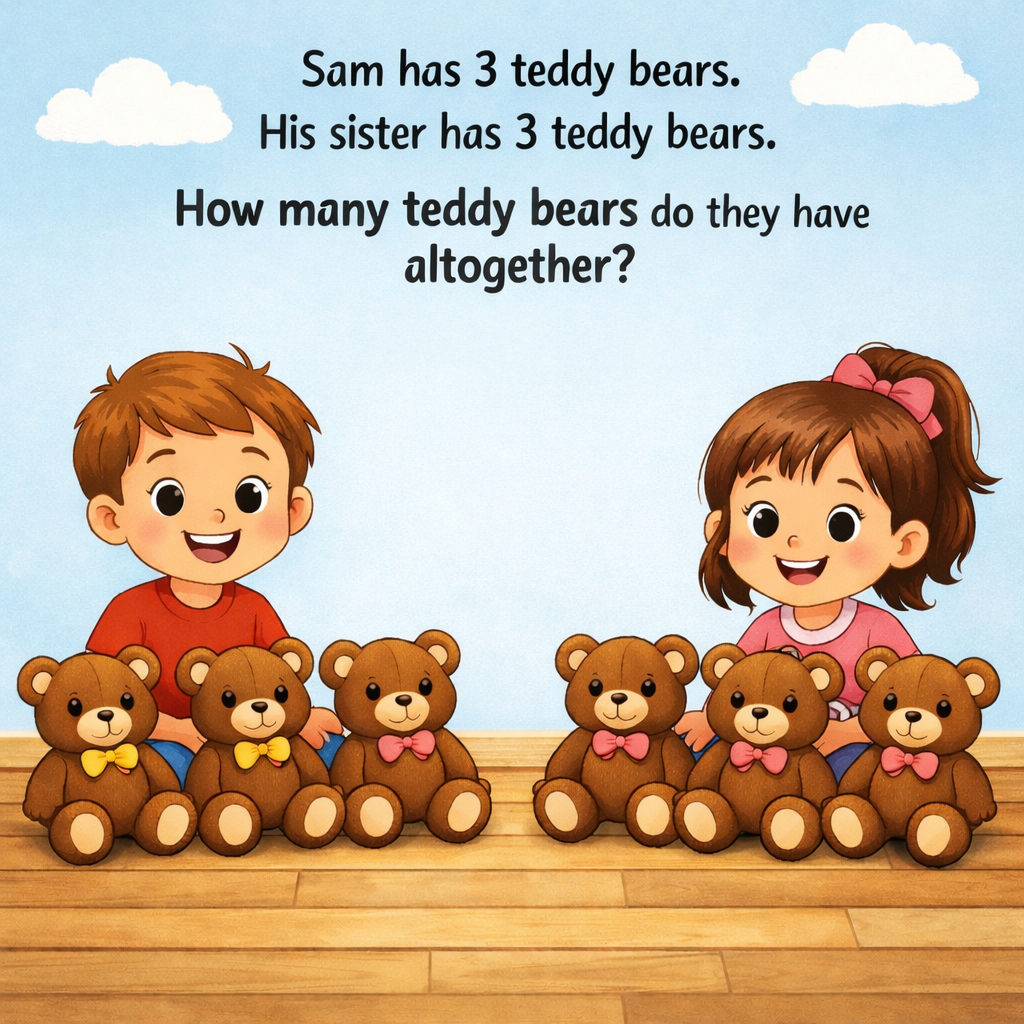 Sam has 3 teddy bears.
His sister has 3 teddy bears.
How many teddy bears do they have
altogether?